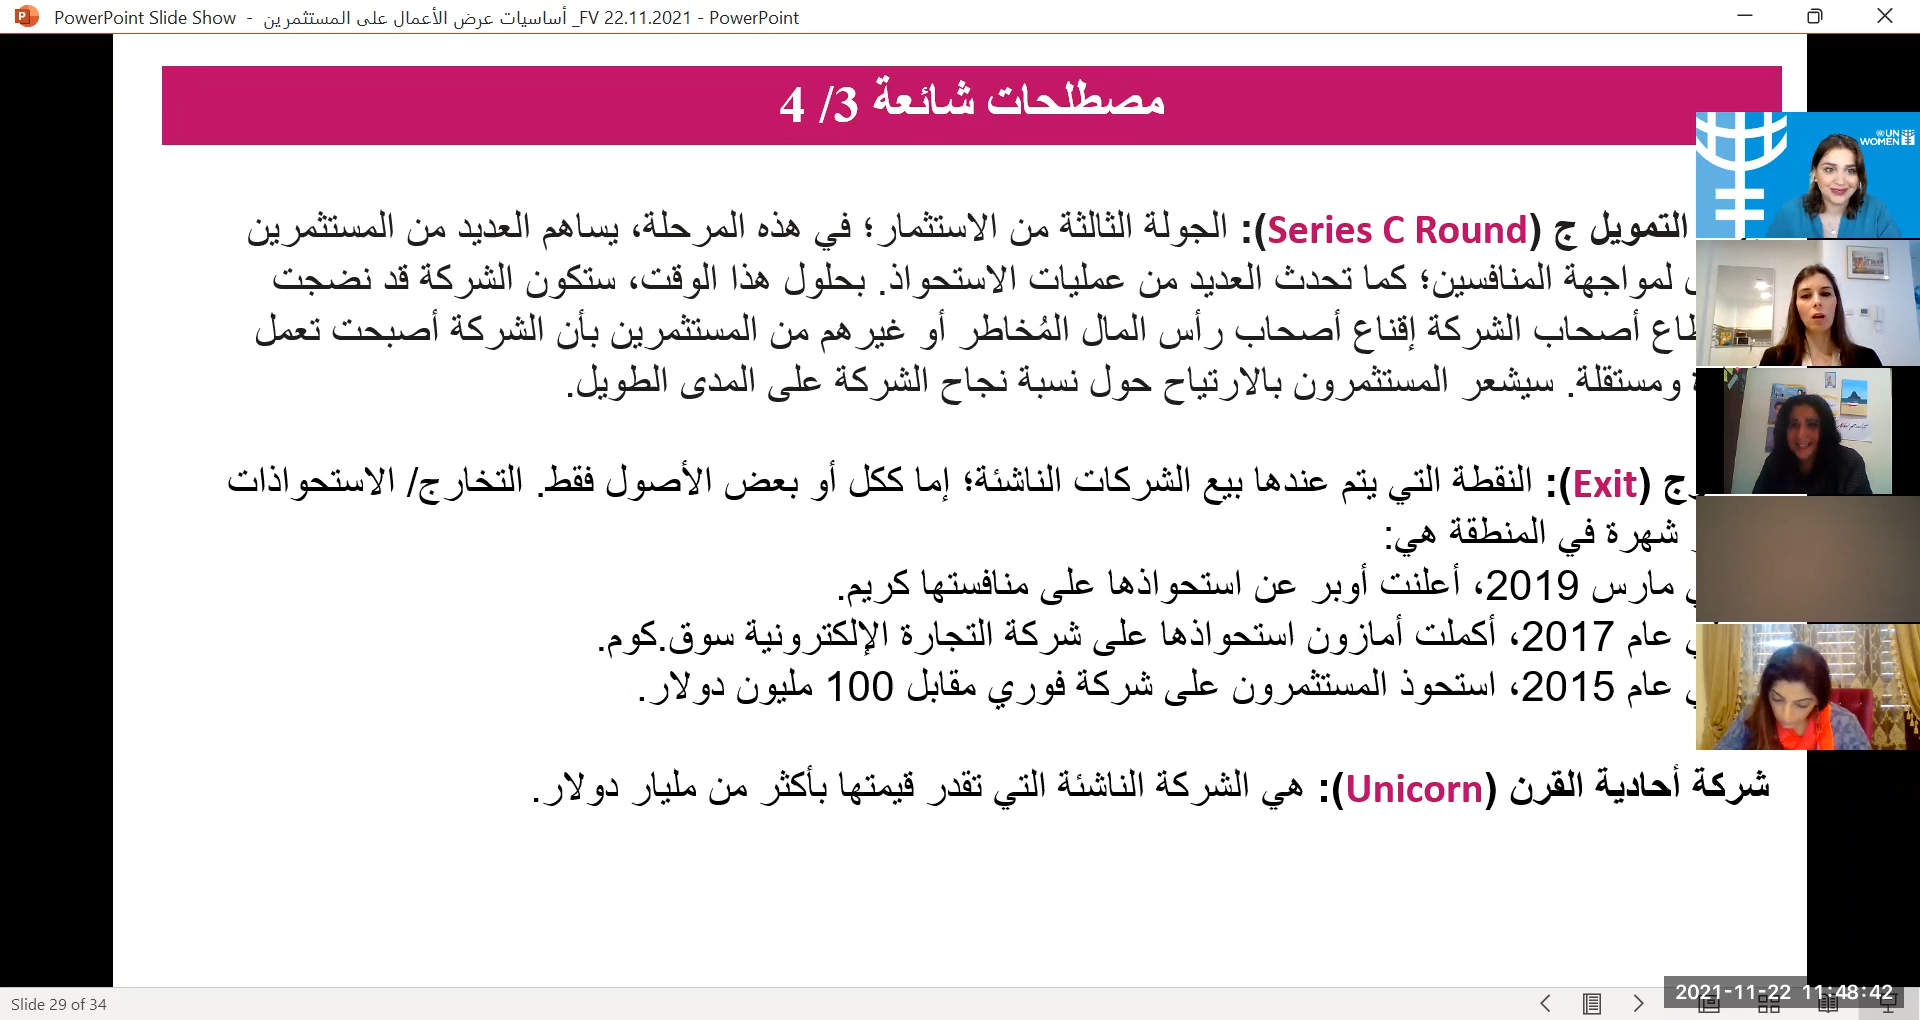 PowerPoint Slide Show - أساسيات عرض الأعمال على المستثمرين _FV 22.11.2021 - PowerPoint
مصطلحات شائعة 3/ 4
UN
WOMEN
التمويل ج (Series C Round): الجولة الثالثة من الاستثمار؛ في هذه المرحلة، يساهم العديد من المستثمرين
لمواجهة المنافسين؛ كما تحدث العديد من عمليات الاستحواذ. بحلول هذا الوقت، ستكون الشركة قد نضجت
أصحاب الشركة إقناع أصحاب رأس المال المُخاطر أو غيرهم من المستثمرين بأن الشركة أصبحت تعمل
ومستقلة. سيشعر المستثمرون بالارتياح حول نسبة نجاح الشركة على المدى الطويل.
(Exit): النقطة التي يتم عندها بيع الشركات الناشئة؛ إما ككل أو بعض الأصول فقط. التخارج/ الاستحواذات
شهرة في المنطقة هي:
مارس 2019، أعلنت أوبر عن استحواذها على منافستها كريم.
عام 2017، أكملت أمازون استحواذها على شركة التجارة الإلكترونية سوق.كوم.
عام 2015، استحوذ المستثمرون على شركة فوري مقابل 100 مليون دولار.
شركة أحادية القرن (Unicorn): هي الشركة الناشئة التي تقدر قيمتها بأكثر من مليار دولار.
Slide 29 of 34
2021-11-22 11:48:42